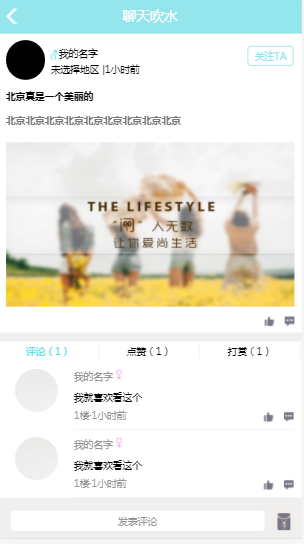 聊天吹水
我的名字
关注TA
未选择地区 |1小时前
北京真是一个美丽的
北京北京北京北京北京北京北京北京北京
THE LIFESTYLE
“阅”人无数
让你爱尚生活
评论（1）
点赞（1）
打赏（1）
我的名字
我就喜欢看这个
1楼·1小时前
我的名字
我就喜欢看这个
1楼·1小时前
发表评论